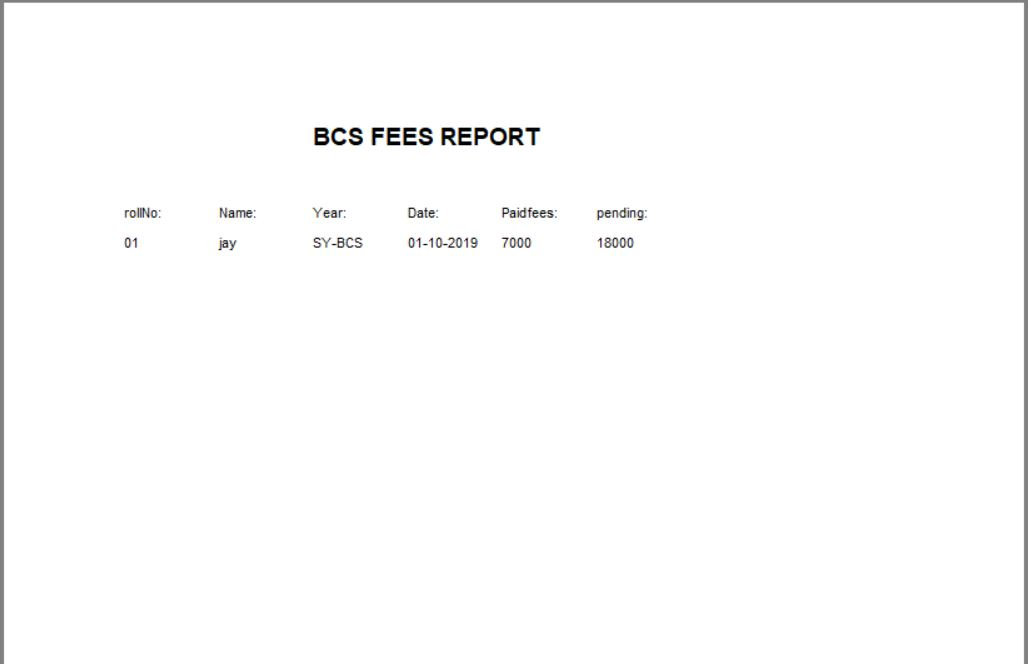 BCS FEES REPORT
rollNo: Name: Year: Date: Paidfees: pending:
01 jay SY-BCS 01-10-2019 7000 18000